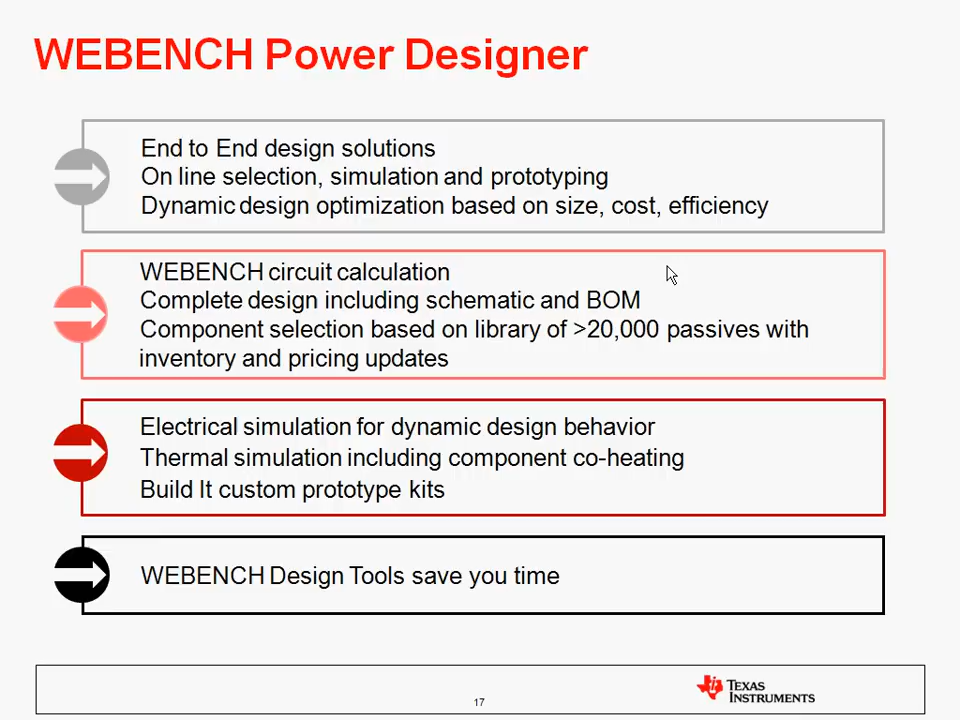 WEBENCH Power Designer
End to End design solutions
On line selection, simulation and prototyping
Dynamic design optimization based on size, cost, efficiency
WEBENCH circuit calculation
Complete design including schematic and BOM
Component selection based on library of >20,000 passives with
inventory and pricing updates
Electrical simulation for dynamic design behavior
Thermal simulation including component co-heating
Build It custom prototype kits
WEBENCH Design Tools save you time
17
TEXAS
INSTRUMENTS